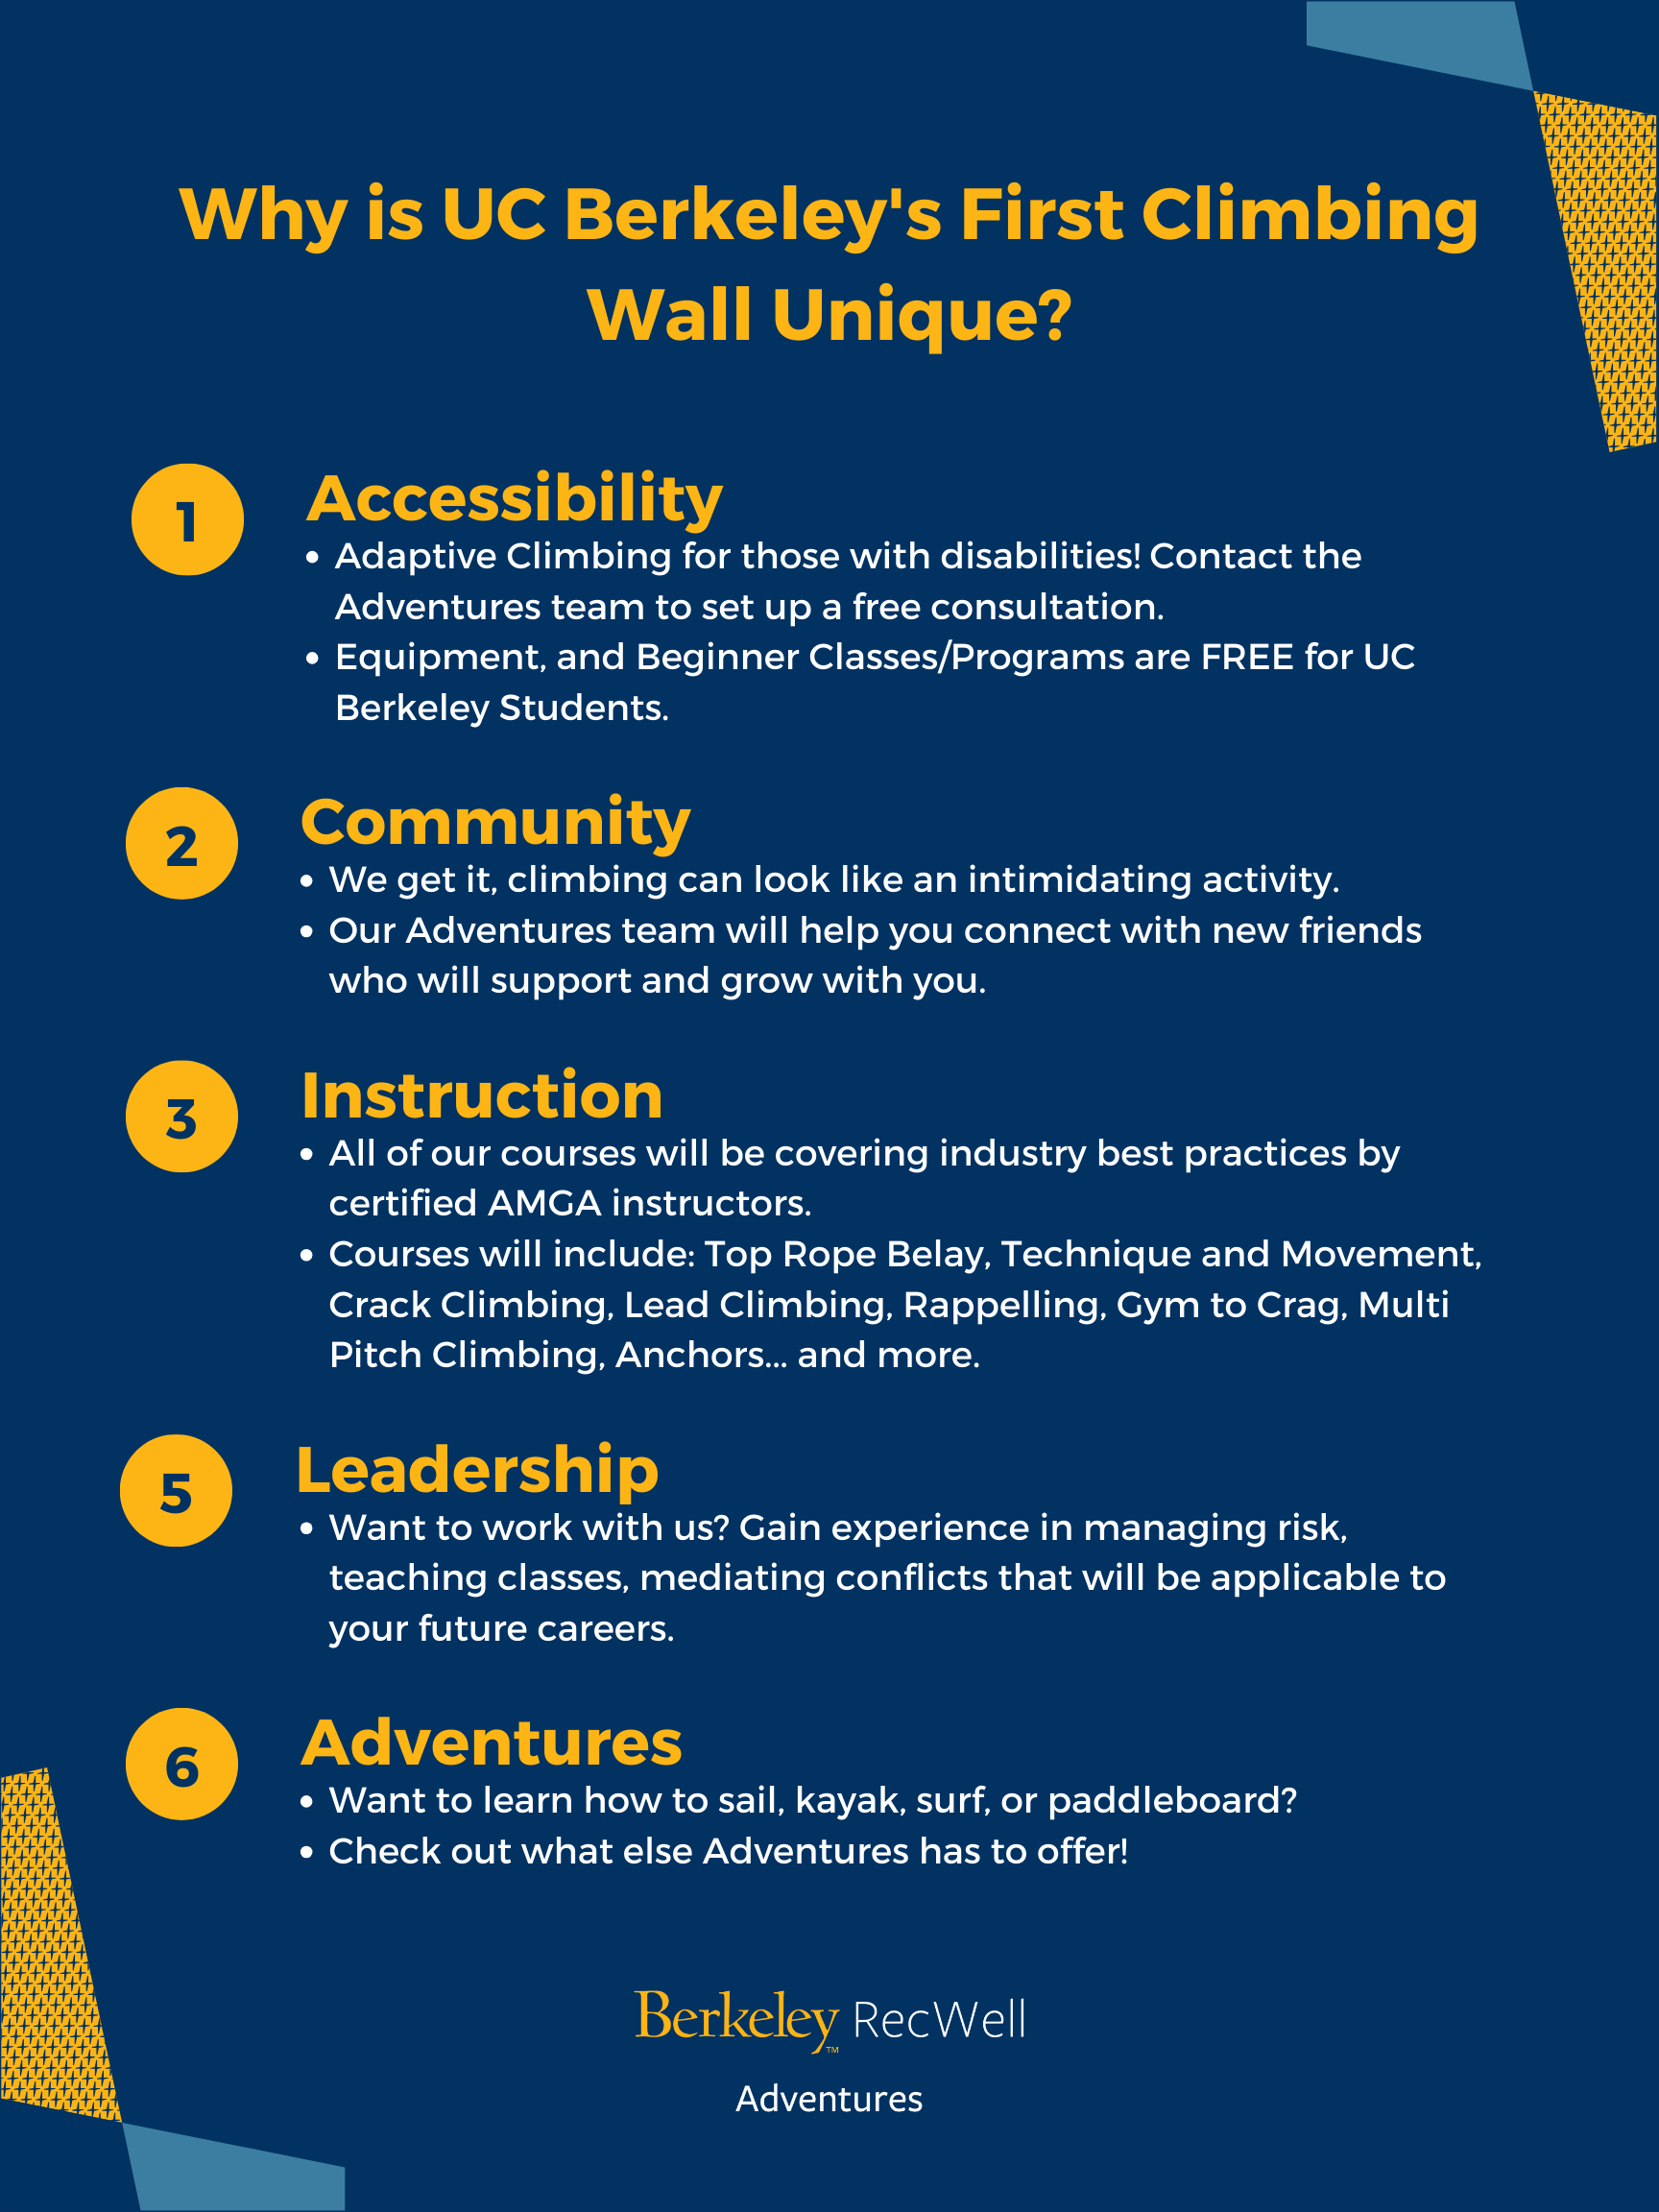 Why is UC Berkeley's First Climbing
Wall Unique?
1
Accessibility
• Adaptive Climbing for those with disabilities! Contact the
Adventures team to set up a free consultation.
• Equipment, and Beginner Classes/Programs are FREE for UC
Berkeley Students.
2
Community
• We get it, climbing can look like an intimidating activity.
• Our Adventures team will help you connect with new friends
who will support and grow with you.
3
Instruction
• All of our courses will be covering industry best practices by
certified AMGA instructors.
• Courses will include: Top Rope Belay, Technique and Movement,
Crack Climbing, Lead Climbing, Rappelling, Gym to Crag, Multi
Pitch Climbing, Anchors... and more.
5
Leadership
• Want to work with us? Gain experience in managing risk,
teaching classes, mediating conflicts that will be applicable to
your future careers.
6
Adventures
• Want to learn how to sail, kayak, surf, or paddleboard?
• Check out what else Adventures has to offer!
Berkeley™ RecWell
Adventures